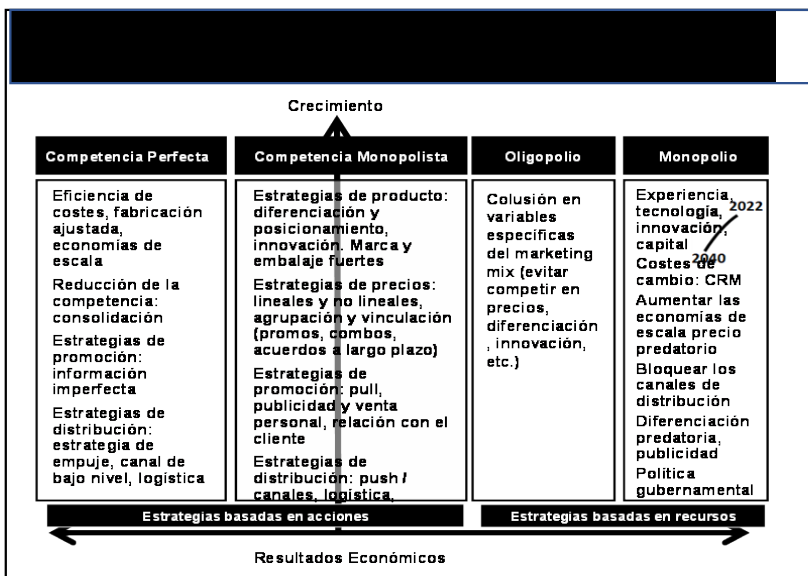 Crecimiento
Competencia Perfecta
Eficiencia de
costes, fabricación
ajustada,
economías de
escala
Reducción de la
competencia:
consolidación
Estrategias de
promoción:
información
imperfecta
Estrategias de
distribución:
estrategia de
empuje, canal de
bajo nivel, logística
Competencia Monopolista
Estrategias de producto:
diferenciación y
posicionamiento,
innovación. Marca y
embalaje fuertes
Estrategias de precios:
lineales y no lineales,
agrupación y vinculación
(promos, combos,
acuerdos a largo plazo)
Estrategias de
promoción: pull,
publicidad y venta
personal, relación con el
cliente
Estrategias de
distribución: push /
canales, logística,
Oligopolio
Colusión en
variables
específicas
del marketing
mix (evitar
competir en
precios,
diferenciación
, innovación,
etc.)
Monopolio
Experiencia,
tecnología,
innovación,
capital
2022
2040
Costes de
cambio: CRM
Aumentar las
economías de
escala precio
predatorio
Bloquear los
canales de
distribución
Diferenciación
predatoria,
publicidad
Política
gubernamental
Estrategias basadas en acciones
Estrategias basadas en recursos
Resultados Económicos